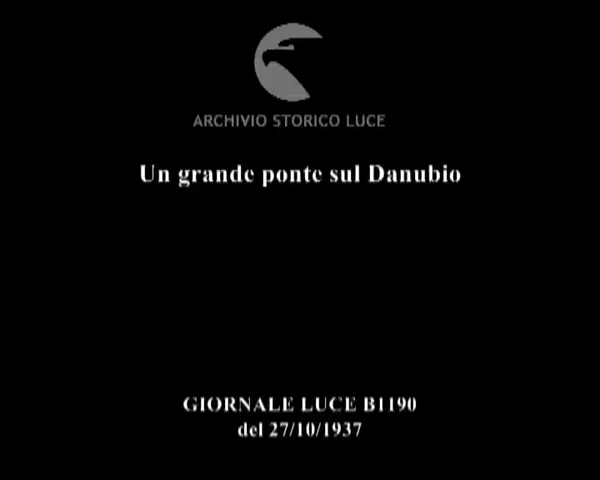 ARCHIVIO STORICO LUCE
Un grande ponte sul Danubio
GIORNALE LUCE B1190
del 27/10/1937